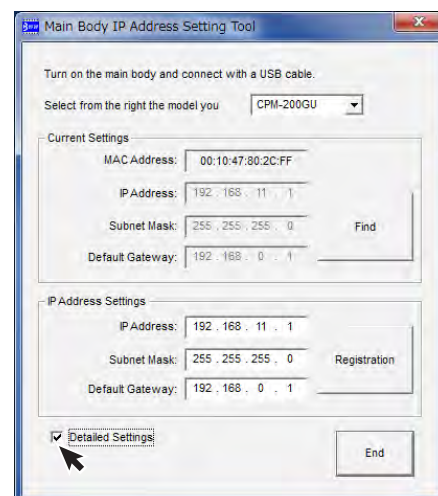 Main Body IP Address Setting Tool
Turn on the main body and connect with a USB cable.
Select from the right the model you
CPM-200GU
Current Settings
MAC Address: 00:10:47:80:2C:FF
IP Address: 192 . 168 . 11 . 1
Subnet Mask: 255 . 255 . 255 . 0
Find
Default Gateway: 192 . 168 . 0 . 1
IP Address Settings
IP Address: 192 . 168 . 11 . 1
Subnet Mask: 255 . 255 . 255 . 0
Registration
Default Gateway: 192 . 168 . 0 . 1
Detailed Settings
End